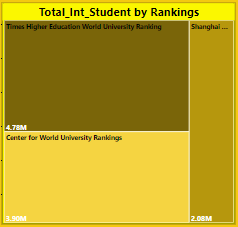 Total_Int_Student by Rankings
Times Higher Education World University Ranking
Shanghai ...
4.78M
Center for World University Rankings
3.90M
2.08M